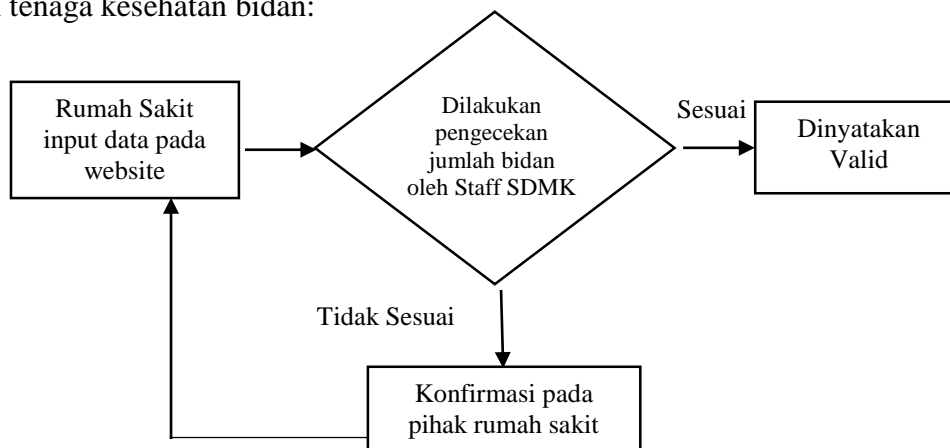 tenaga kesehatan bidan:
Rumah Sakit
input data pada
website
Dilakukan
pengecekan
jumlah bidan
oleh Staff SDMK
Sesuai
Dinyatakan
Valid
Tidak Sesuai
Konfirmasi pada
pihak rumah sakit